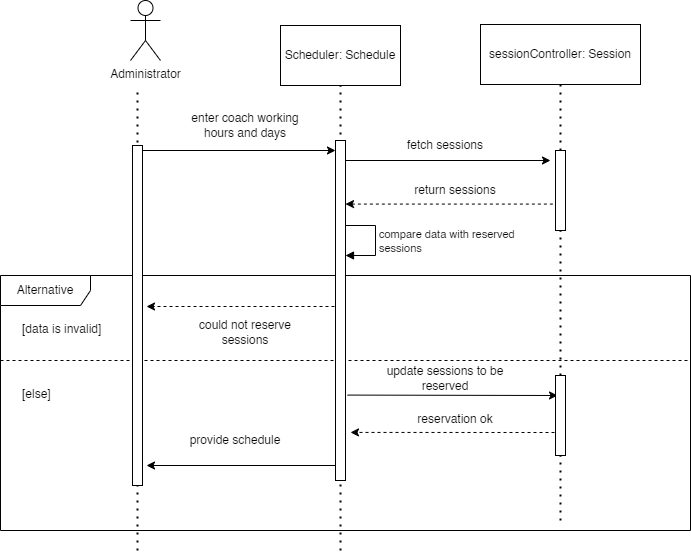 Administrator
Scheduler: Schedule
sessionController: Session
enter coach working
hours and days
fetch sessions
return sessions
compare data with reserved
sessions
Alternative
[data is invalid]
could not reserve
sessions
[else]
update sessions to be
reserved
reservation ok
provide schedule